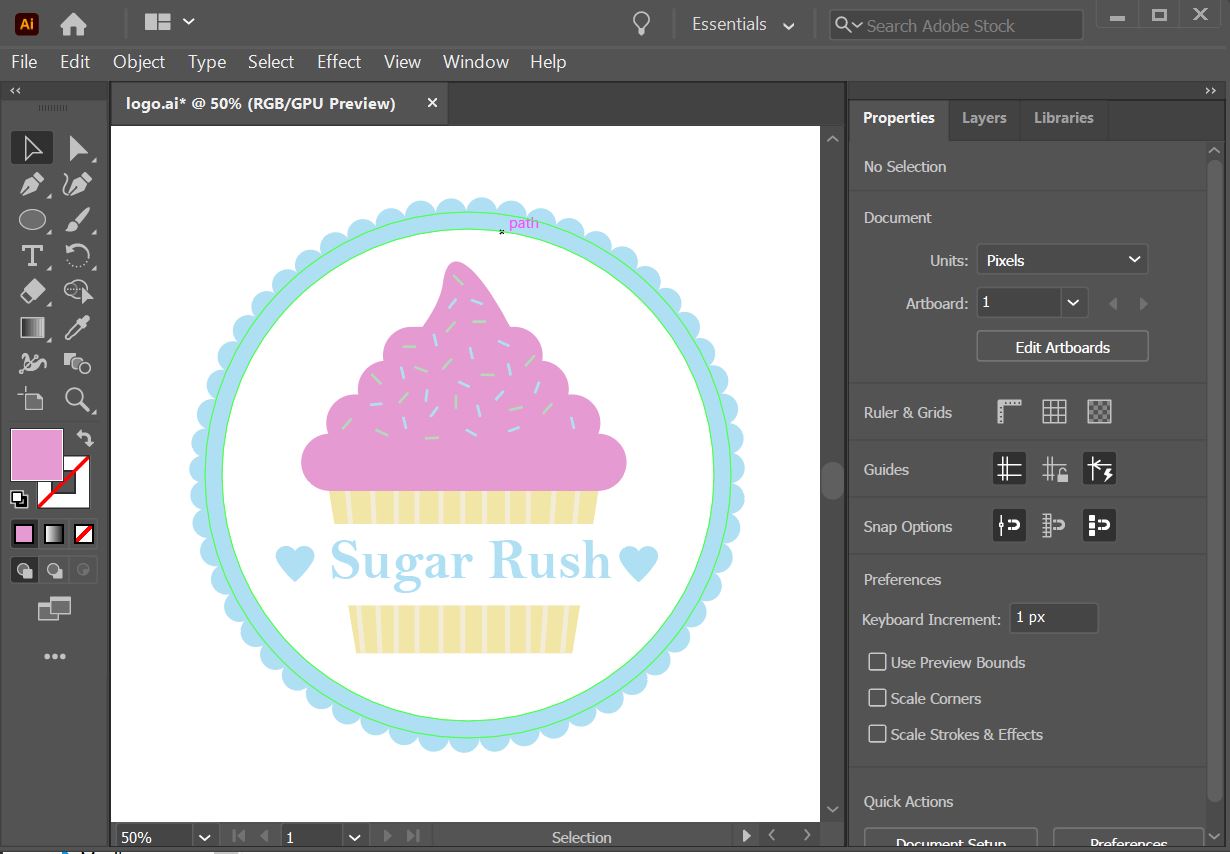 Ai
Essentials
Search Adobe Stock
File Edit Object Type Select Effect View Window Help
logo.ai* @ 50% (RGB/GPU Preview)
Properties Layers Libraries
No Selection
Document
Units: Pixels
Artboard: 1
Edit Artboards
Ruler & Grids
Guides
Snap Options
Preferences
Keyboard Increment: 1 px
Use Preview Bounds
Scale Corners
Scale Strokes & Effects
Quick Actions
Document Setup Preferences
path
Sugar Rush
50% 1 Selection